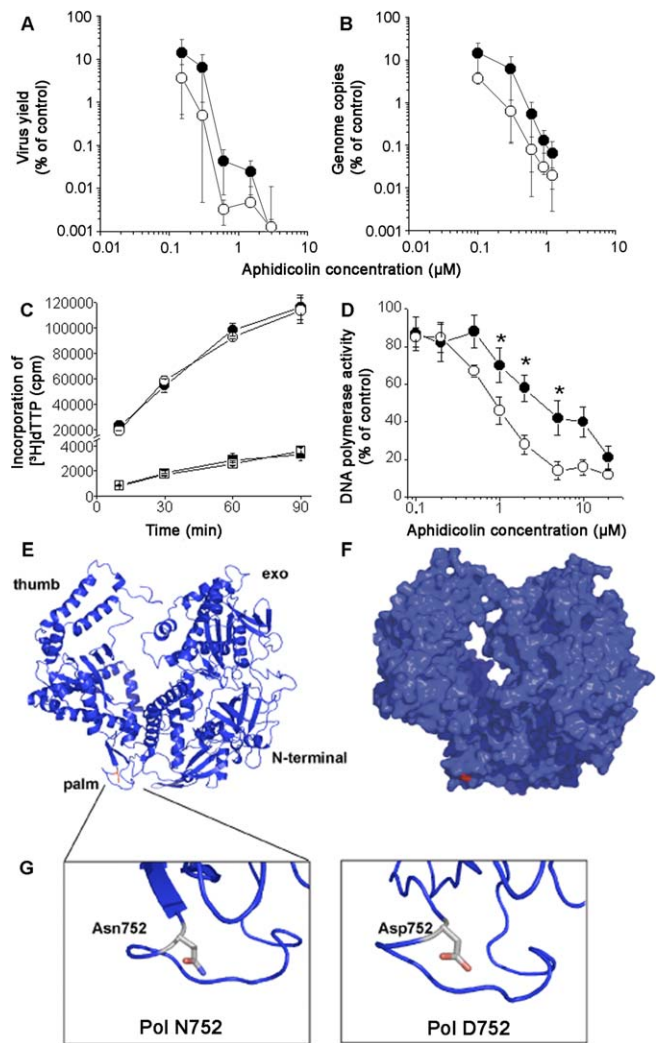 A
B
Virus yield
(% of control)
100
10
1
0.1
0.01
0.001
0.01 0.1 1 10
Genome copies
(% of control)
100
10
1
0.1
0.01
0.001
0.01 0.1 1 10
Aphidicolin concentration (µM)
C
D
Incorporation of
[³H]dTTP (cpm)
120000
100000
80000
60000
40000
20000
4000
2000
0
10 30 60 90
Time (min)
DNA polymerase activity
(% of control)
100
80
60
40
20
0
* * *
0.1 1 10
Aphidicolin concentration (µM)
E
F
thumb
exo
N-terminal
palm
G
Asn752
Pol N752
Asp752
Pol D752